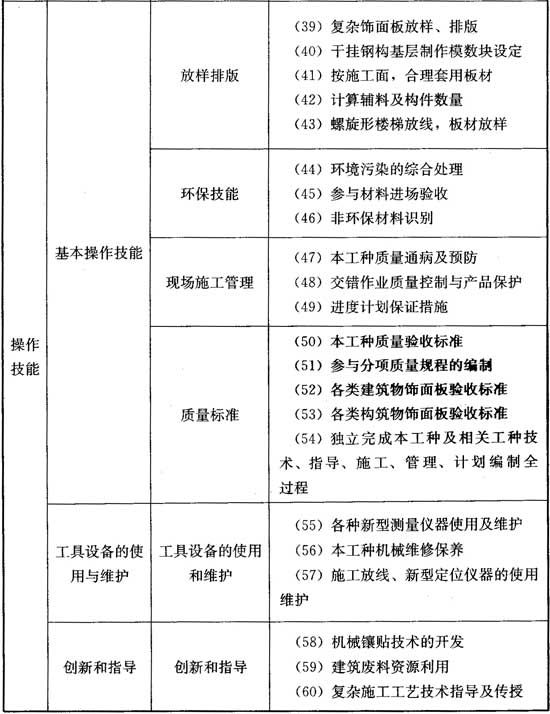 操作
技能
基本操作技能
放样排版
(39) 复杂饰面板放样、排版
(40) 干挂钢构基层制作模数块设定
(41) 按施工面，合理套用板材
(42) 计算辅料及构件数量
(43) 螺旋形楼梯放线，板材放样
环保技能
(44) 环境污染的综合处理
(45) 参与材料进场验收
(46) 非环保材料识别
现场施工管理
(47) 本工种质量通病及预防
(48) 交错作业质量控制与产品保护
(49) 进度计划保证措施
质量标准
(50) 本工种质量验收标准
(51) 参与分项质量规程的编制
(52) 各类建筑物饰面板验收标准
(53) 各类构筑物饰面板验收标准
(54) 独立完成本工种及相关工种技
术、指导、施工、管理、计划编制全
过程
工具设备的使
用与维护
工具设备的使用
和维护
(55) 各种新型测量仪器使用及维护
(56) 本工种机械维修保养
(57) 施工放线、新型定位仪器的使用
维护
创新和指导
创新和指导
(58) 机械镶贴技术的开发
(59) 建筑废料资源利用
(60) 复杂施工工艺技术指导及传授